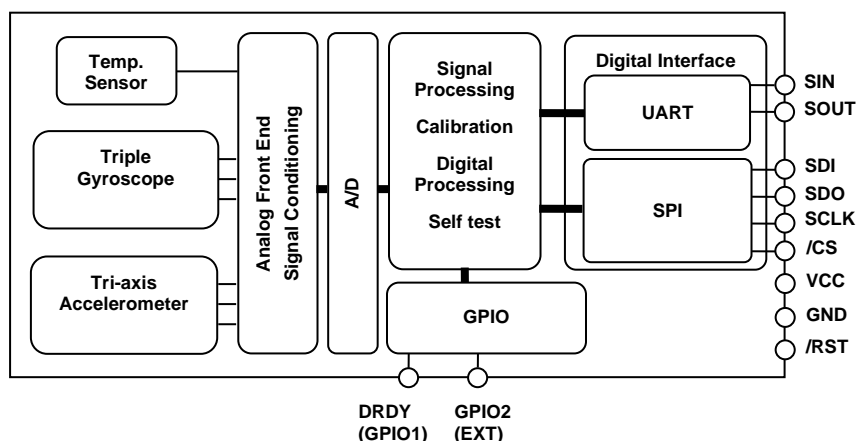 Temp.
Sensor
Triple
Gyroscope
Tri-axis
Accelerometer
Analog Front End
Signal Conditioning
A/D
Signal
Processing
Calibration
Digital
Processing
Self test
GPIO
Digital Interface
UART
SPI
SIN
SOUT
SDI
SDO
SCLK
/CS
VCC
GND
/RST
DRDY
(GPIO1)
GPIO2
(EXT)